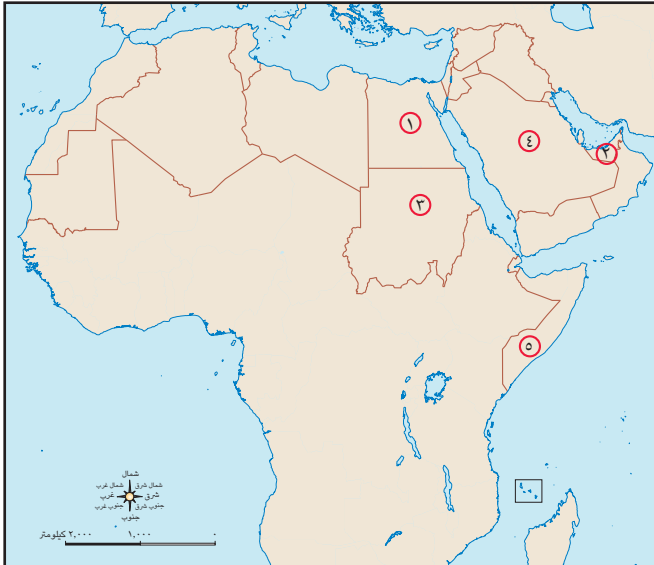 ١
٤
٢
٣
٥
شمال
شمال غرب شمال شرق
غرب شرق
جنوب غرب جنوب شرق
جنوب
٢,٠٠٠ كيلومتر ١,٠٠٠ ٠